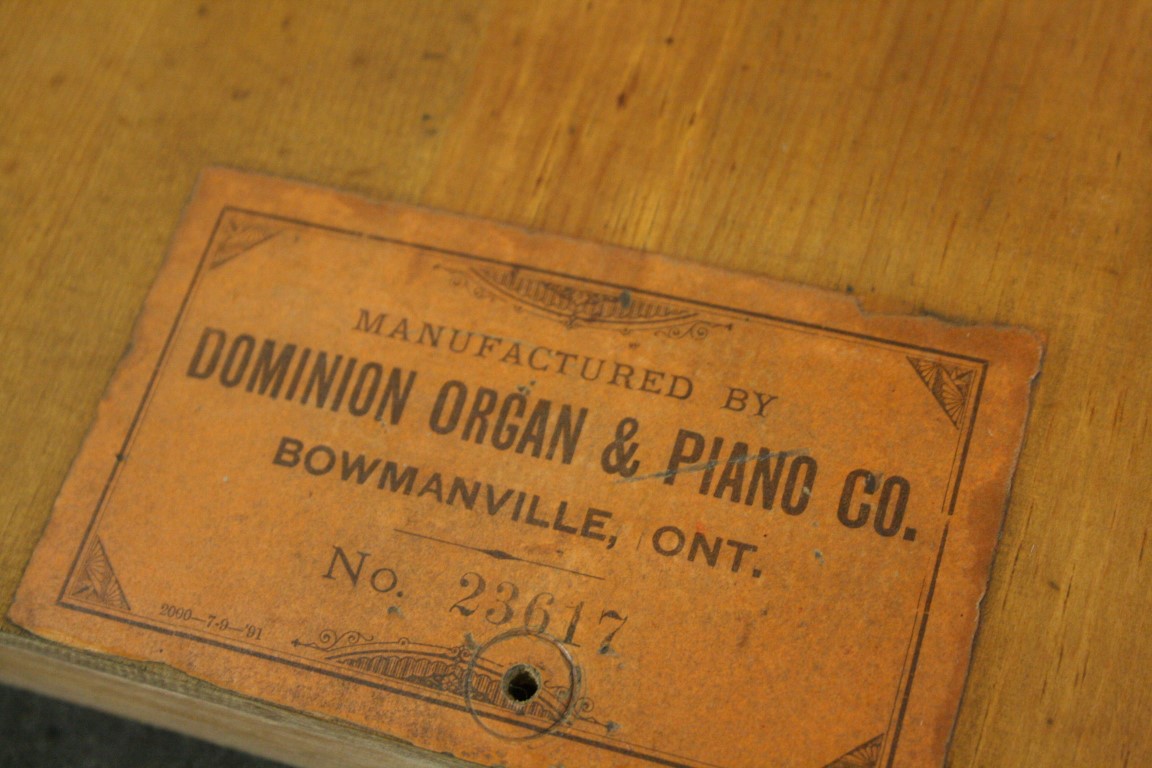 MANUFACTURED BY
DOMINION ORGAN & PIANO CO.
BOWMANVILLE, ONT.
No. 23617
2000—7-9—'91